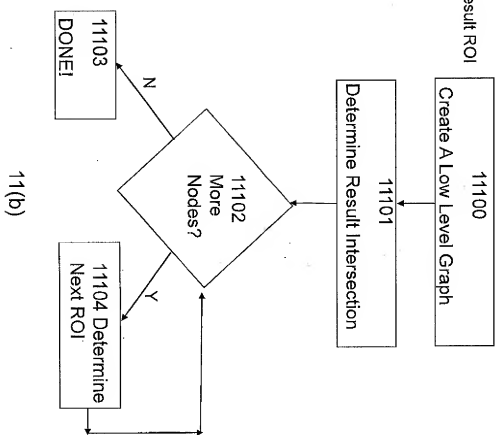 esult ROI
11100
Create A Low Level Graph
11101
Determine Result Intersection
11102
More
Nodes?
N
Y
11103
DONE!
11104 Determine
Next ROI
11(b)